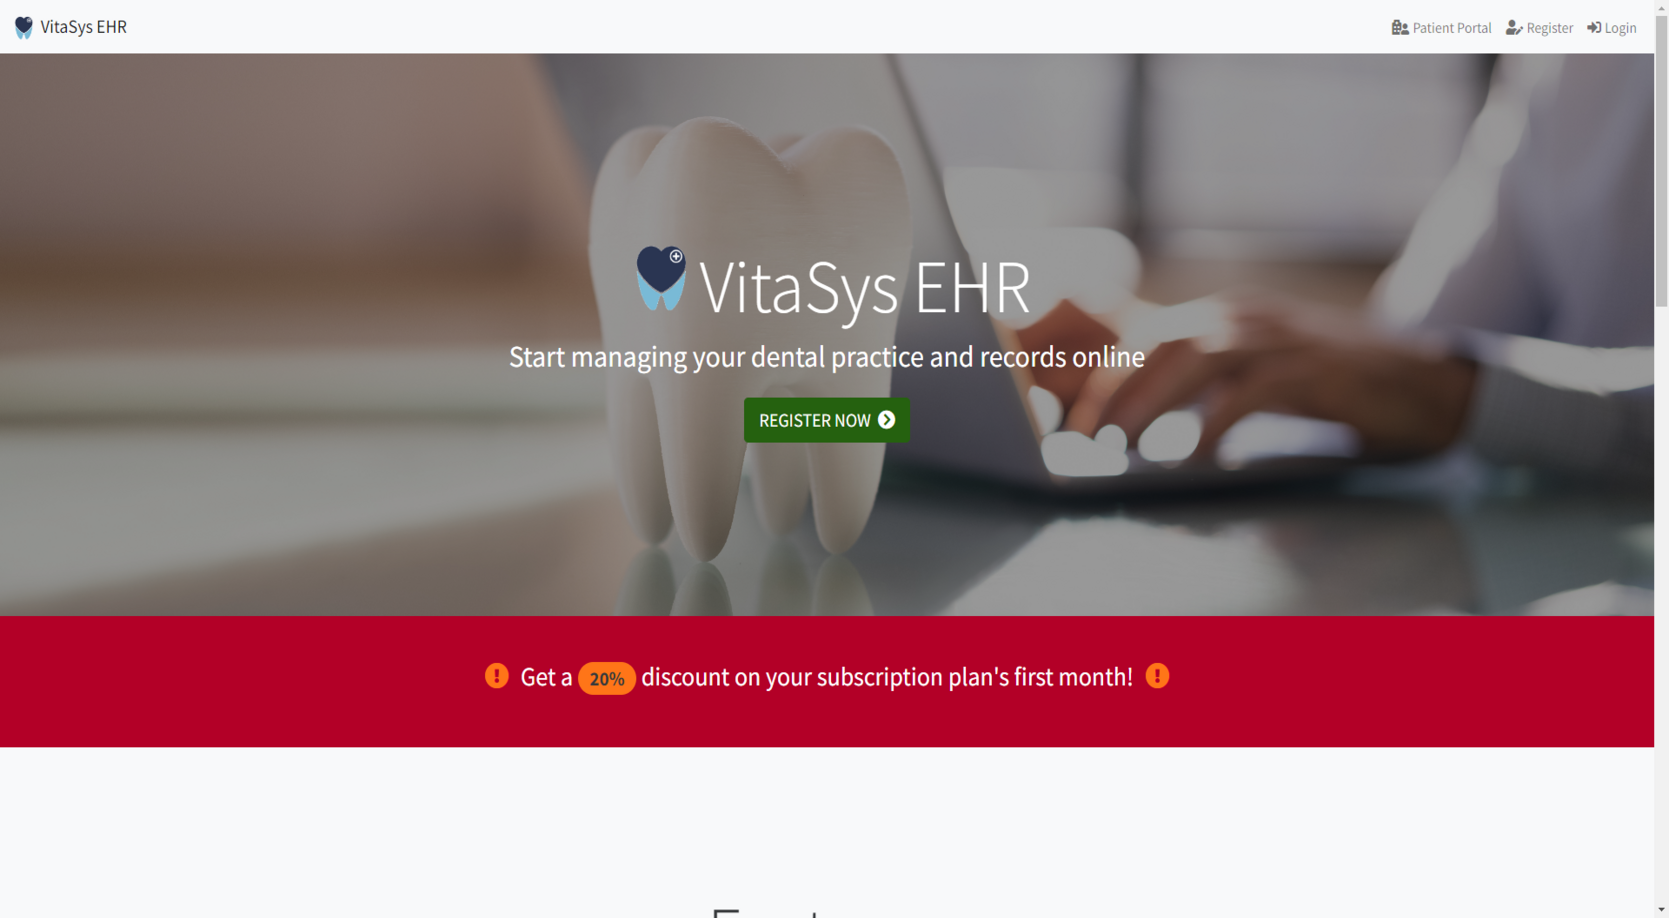 VitaSys EHR
Patient Portal
Register
Login
VitaSys EHR
Start managing your dental practice and records online
REGISTER NOW
Get a 20% discount on your subscription plan's first month!